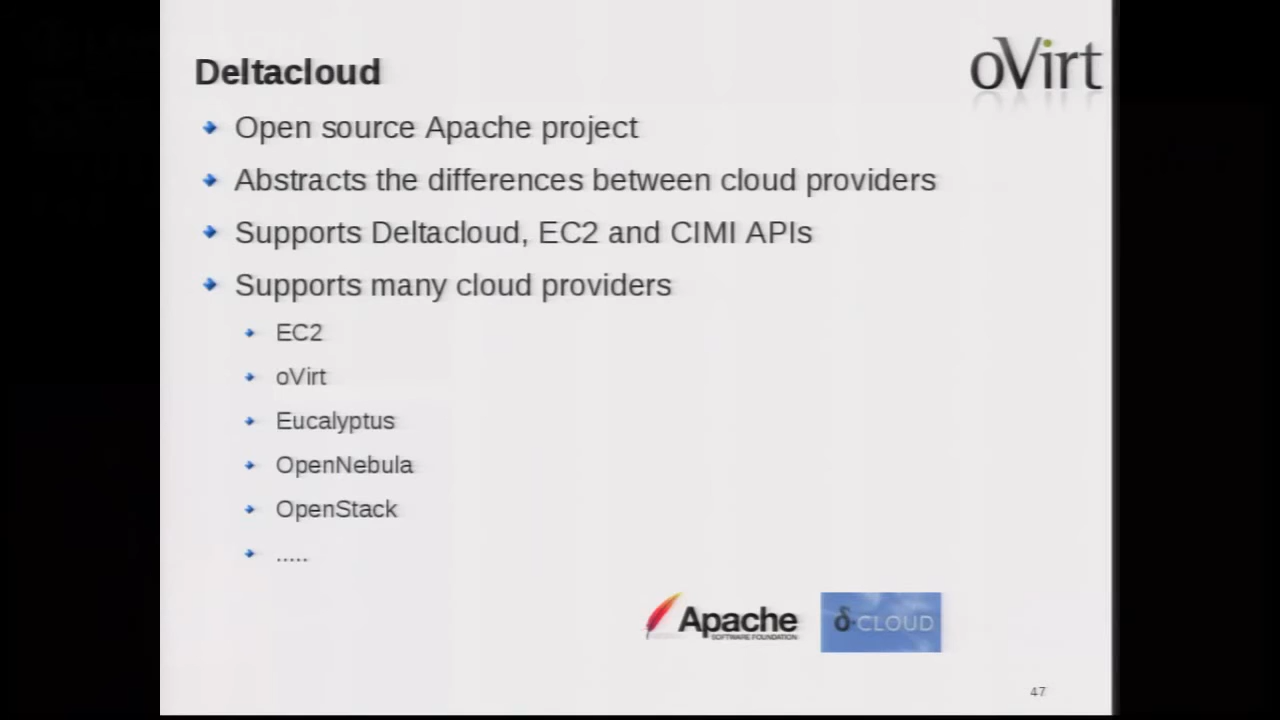 Deltacloud
oVirt
Open source Apache project
Abstracts the differences between cloud providers
Supports Deltacloud, EC2 and CIMI APIs
Supports many cloud providers
EC2
oVirt
Eucalyptus
OpenNebula
OpenStack
.....
Apache
SOFTWARE FOUNDATION
δ-CLOUD
47